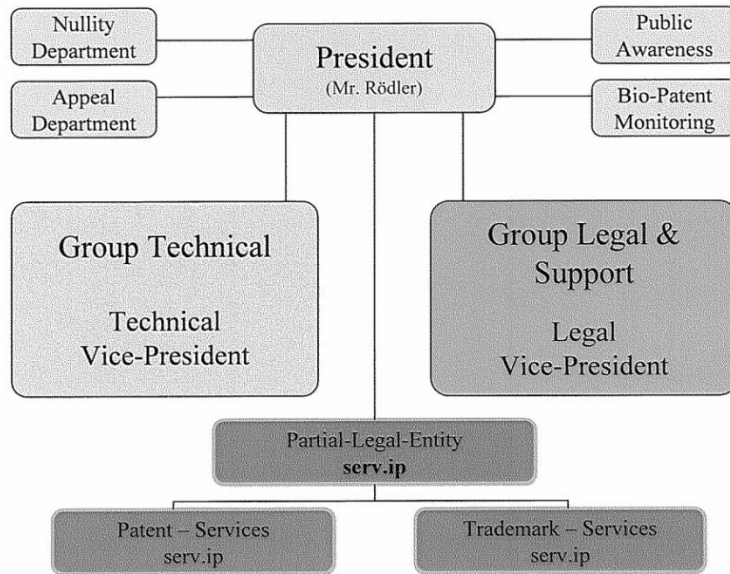 Nullity
Department
President
(Mr. Rödler)
Public
Awareness
Appeal
Department
Bio-Patent
Monitoring
Group Technical
Technical
Vice-President
Group Legal &
Support
Legal
Vice-President
Partial-Legal-Entity
serv.ip
Patent – Services
serv.ip
Trademark – Services
serv.ip